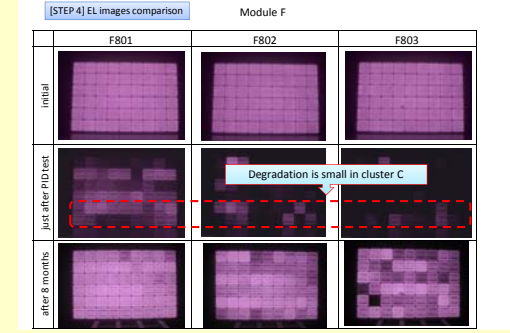 [STEP 4] EL images comparison
Module F
F801 F802 F803
initial
just after PID test
Degradation is small in cluster C
after 8 months